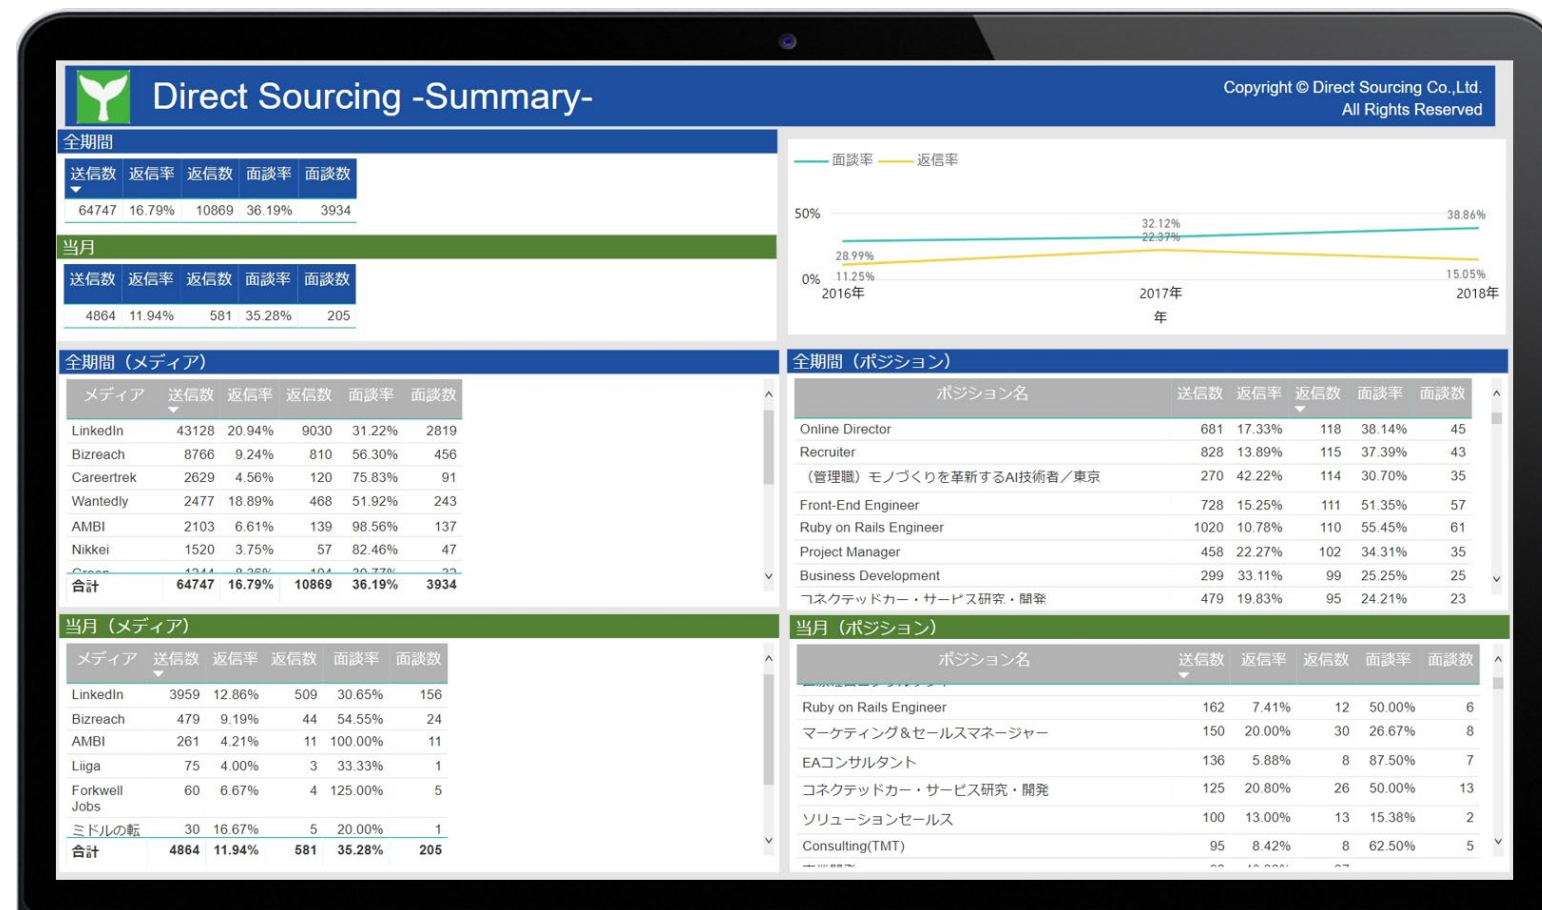 Direct Sourcing -Summary-
Copyright © Direct Sourcing Co.,Ltd.
All Rights Reserved
全期間
送信数 返信率 返信数 面談率 面談数
64747 16.79% 10869 36.19% 3934
当月
送信数 返信率 返信数 面談率 面談数
4864 11.94% 581 35.28% 205
面談率 返信率
50%
38.86%
32.12%
22.37%
28.99%
11.25%
15.05%
0%
2016年 2017年 2018年
年
全期間（メディア）
メディア 送信数 返信率 返信数 面談率 面談数
LinkedIn 43128 20.94% 9030 31.22% 2819
Bizreach 8766 9.24% 810 56.30% 456
Careertrek 2629 4.56% 120 75.83% 91
Wantedly 2477 18.89% 468 51.92% 243
AMBI 2103 6.61% 139 98.56% 137
Nikkei 1520 3.75% 57 82.46% 47
合計 64747 16.79% 10869 36.19% 3934
全期間（ポジション）
ポジション名 送信数 返信率 返信数 面談率 面談数
Online Director 681 17.33% 118 38.14% 45
Recruiter 828 13.89% 115 37.39% 43
（管理職）モノづくりを革新するAI技術者／東京 270 42.22% 114 30.70% 35
Front-End Engineer 728 15.25% 111 51.35% 57
Ruby on Rails Engineer 1020 10.78% 110 55.45% 61
Project Manager 458 22.27% 102 34.31% 35
Business Development 299 33.11% 99 25.25% 25
コネクテッドカー・サービス研究・開発 479 19.83% 95 24.21% 23
当月（メディア）
メディア 送信数 返信率 返信数 面談率 面談数
LinkedIn 3959 12.86% 509 30.65% 156
Bizreach 479 9.19% 44 54.55% 24
AMBI 261 4.21% 11 100.00% 11
Liiga 75 4.00% 3 33.33% 1
Forkwell 60 6.67% 4 125.00% 5
Jobs
ミドルの転 30 16.67% 5 20.00% 1
合計 4864 11.94% 581 35.28% 205
当月（ポジション）
ポジション名 送信数 返信率 返信数 面談率 面談数
Ruby on Rails Engineer 162 7.41% 12 50.00% 6
マーケティング＆セールスマネージャー 150 20.00% 30 26.67% 8
EAコンサルタント 136 5.88% 8 87.50% 7
コネクテッドカー・サービス研究・開発 125 20.80% 26 50.00% 13
ソリューションセールス 100 13.00% 13 15.38% 2
Consulting(TMT) 95 8.42% 8 62.50% 5